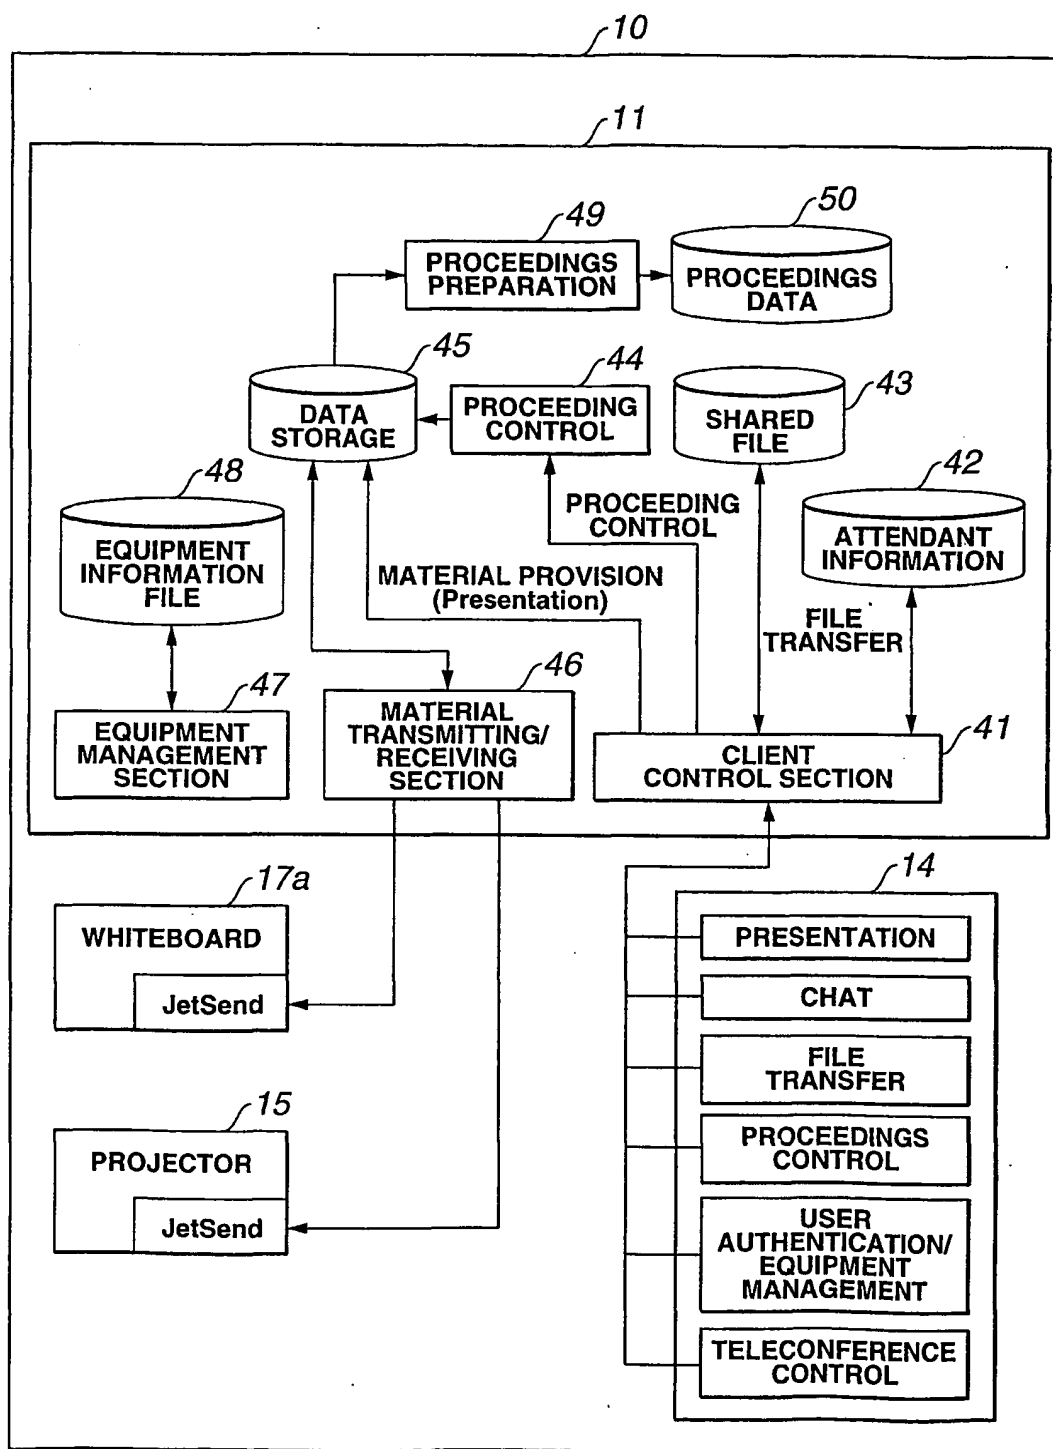 10
11
49
PROCEEDINGS
PREPARATION
50
PROCEEDINGS
DATA
45
DATA
STORAGE
44
PROCEEDING
CONTROL
43
SHARED
FILE
48
EQUIPMENT
INFORMATION
FILE
PROCEEDING
CONTROL
42
ATTENDANT
INFORMATION
MATERIAL PROVISION
(Presentation)
FILE
TRANSFER
47
EQUIPMENT
MANAGEMENT
SECTION
46
MATERIAL
TRANSMITTING/
RECEIVING
SECTION
41
CLIENT
CONTROL SECTION
17a
WHITEBOARD
JetSend
15
PROJECTOR
JetSend
14
PRESENTATION
CHAT
FILE
TRANSFER
PROCEEDINGS
CONTROL
USER
AUTHENTICATION/
EQUIPMENT
MANAGEMENT
TELECONFERENCE
CONTROL